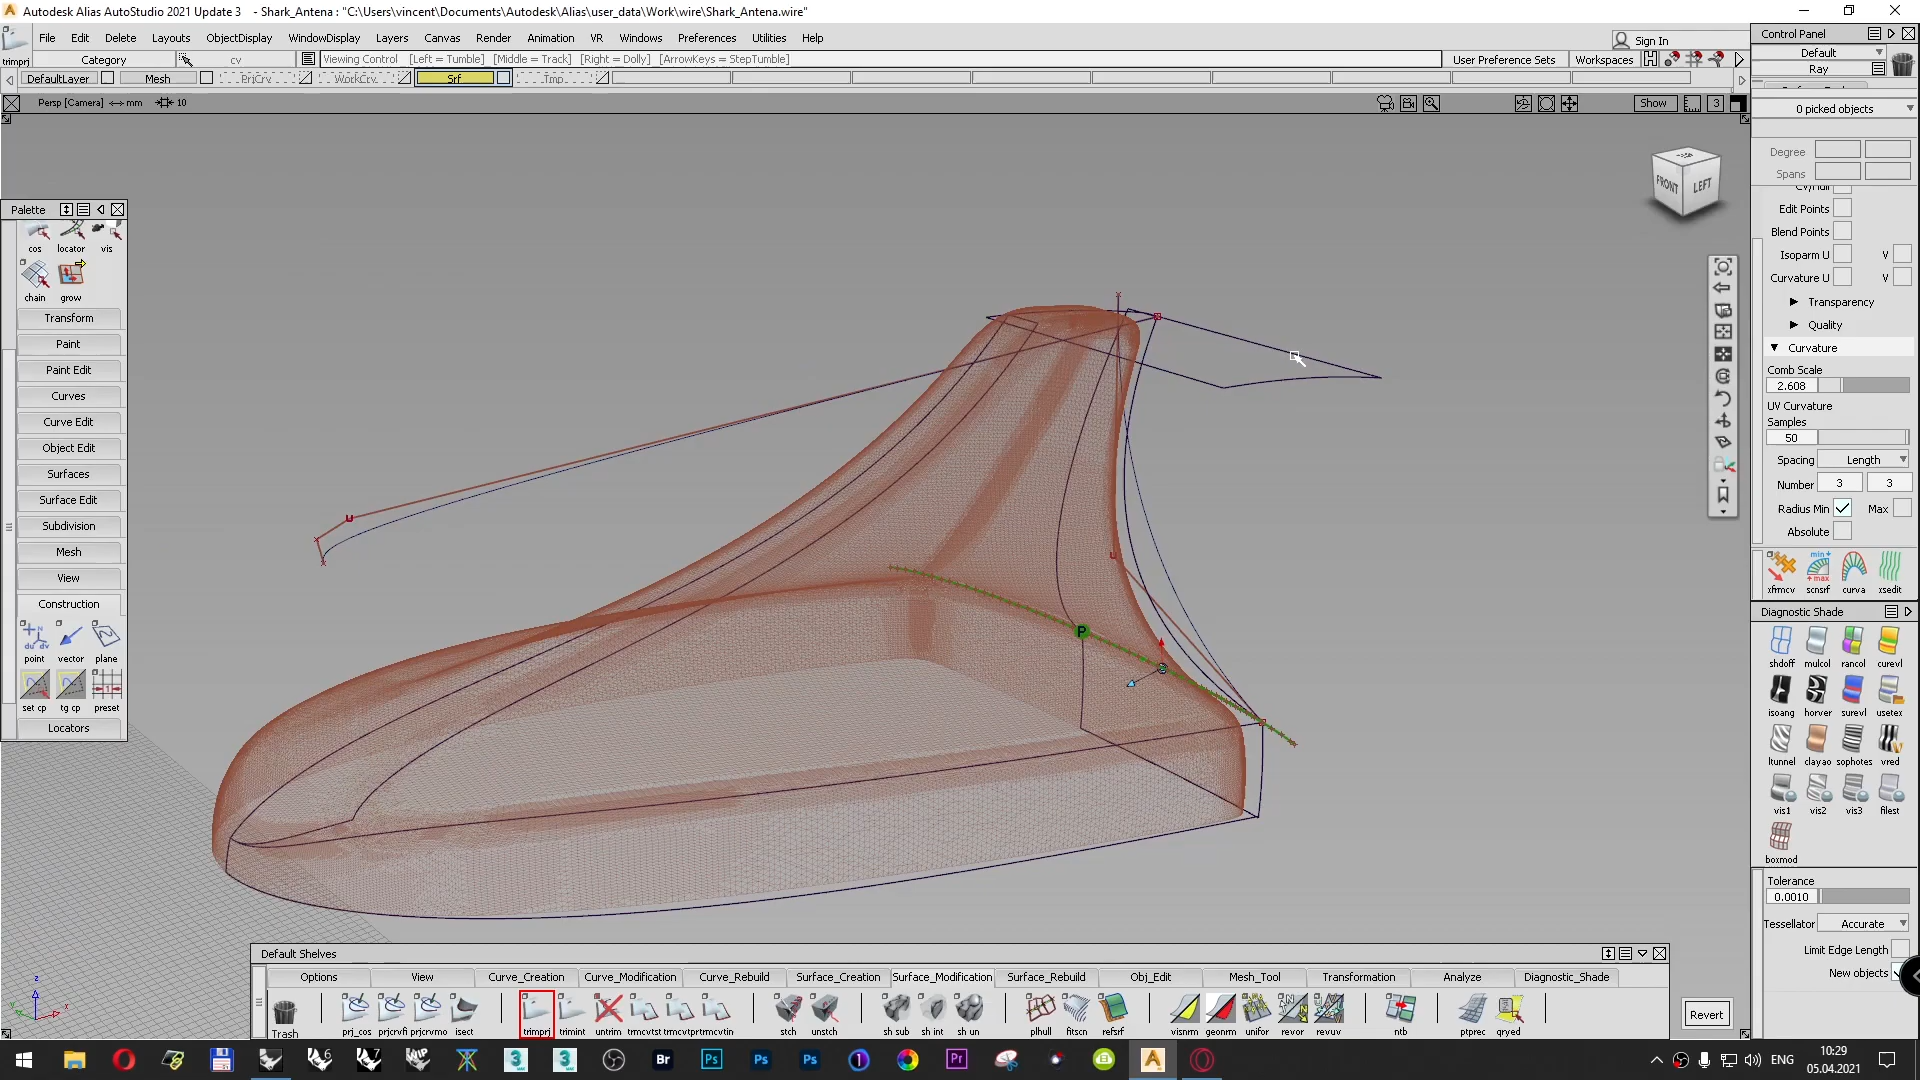 Autodesk Alias AutoStudio 2021 Update 3 - Shark_Antena : "C:\Users\vincent\Documents\Autodesk\Alias\user_data\Work\wire\Shark_Antena.wire"
File Edit Delete Layouts ObjectDisplay WindowDisplay Layers Canvas Render Animation VR Windows Preferences Utilities Help
Sign In
trimprj Category cv Viewing Control [Left = Tumble] [Middle = Track] [Right = Dolly] [ArrowKeys = StepTumble] User Preference Sets Workspaces
DefaultLayer Mesh PrjCrv WorkCrv Srf Tmp
Persp [Camera] mm 10 Show 3
FRONT LEFT
Palette
cos locator vis
chain grow
Transform
Paint
Paint Edit
Curves
Curve Edit
Object Edit
Surfaces
Surface Edit
Subdivision
Mesh
View
Construction
point vector plane
set cp tg cp preset
Locators
P
Control Panel
Default
Ray
0 picked objects
Degree
Spans
CV/Hull
Edit Points
Blend Points
Isoparm U V
Curvature U V
Transparency
Quality
Curvature
Comb Scale
2.608
UV Curvature
Samples
50
Spacing Length
Number 3 3
Radius Min Max
Absolute
xfrmcv scnsrf curva xsedit
Diagnostic Shade
shdoff mulcol rancol curevl
isoang horver surevl usetex
ltunnel clayao sophotes vred
vis1 vis2 vis3 filest
boxmod
Tolerance
0.0010
Tessellator Accurate
Limit Edge Length
New objects
Default Shelves
Options View Curve_Creation Curve_Modification Curve_Rebuild Surface_Creation Surface_Modification Surface_Rebuild Obj_Edit Mesh_Tool Transformation Analyze Diagnostic_Shade
Trash prj_cos prjcrvfi prjcrvmo isect trimprj trimint untrim trmcvtst trmcvtpr trmcvtin stch unstch sh sub sh int sh un plhull fitscn refsrf visnrm geonrm unifor revor revuv ntb ptprec qryed
Revert
ENG
10:29
05.04.2021